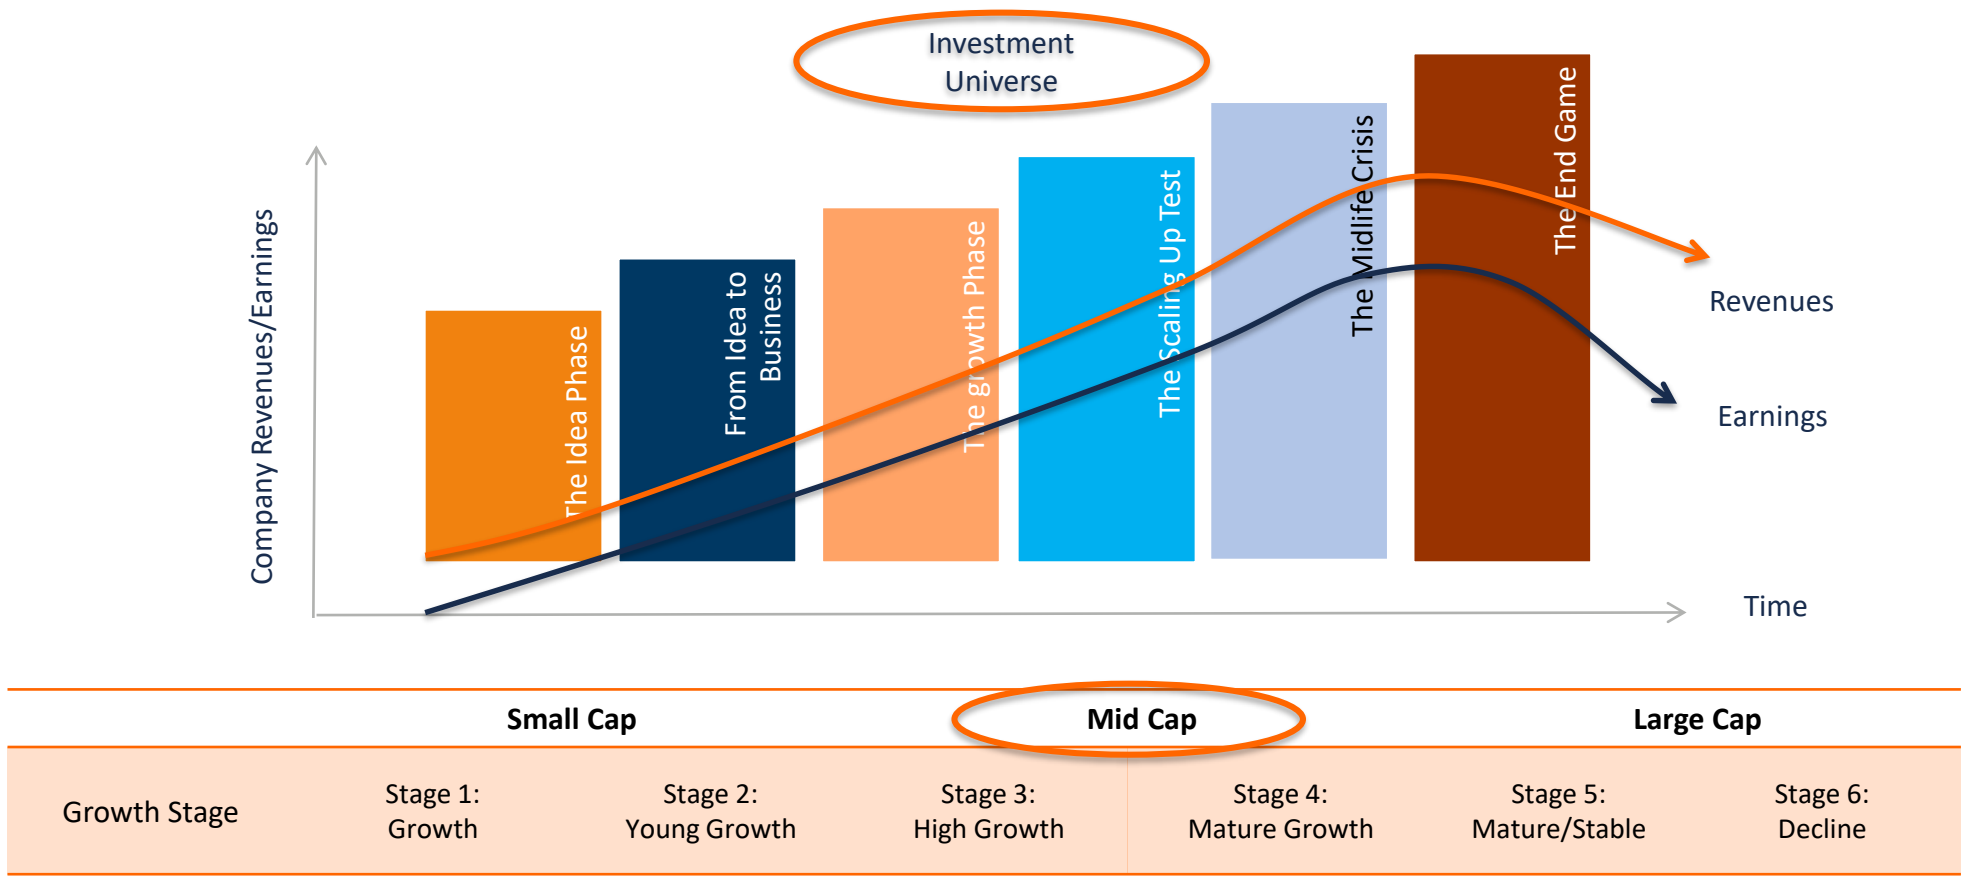 Investment
Universe
Company Revenues/Earnings
The Idea Phase
From Idea to
Business
The growth Phase
The Scaling Up Test
The Midlife Crisis
The End Game
Revenues
Earnings
Time
Small Cap
Mid Cap
Large Cap
Growth Stage
Stage 1:
Growth
Stage 2:
Young Growth
Stage 3:
High Growth
Stage 4:
Mature Growth
Stage 5:
Mature/Stable
Stage 6:
Decline